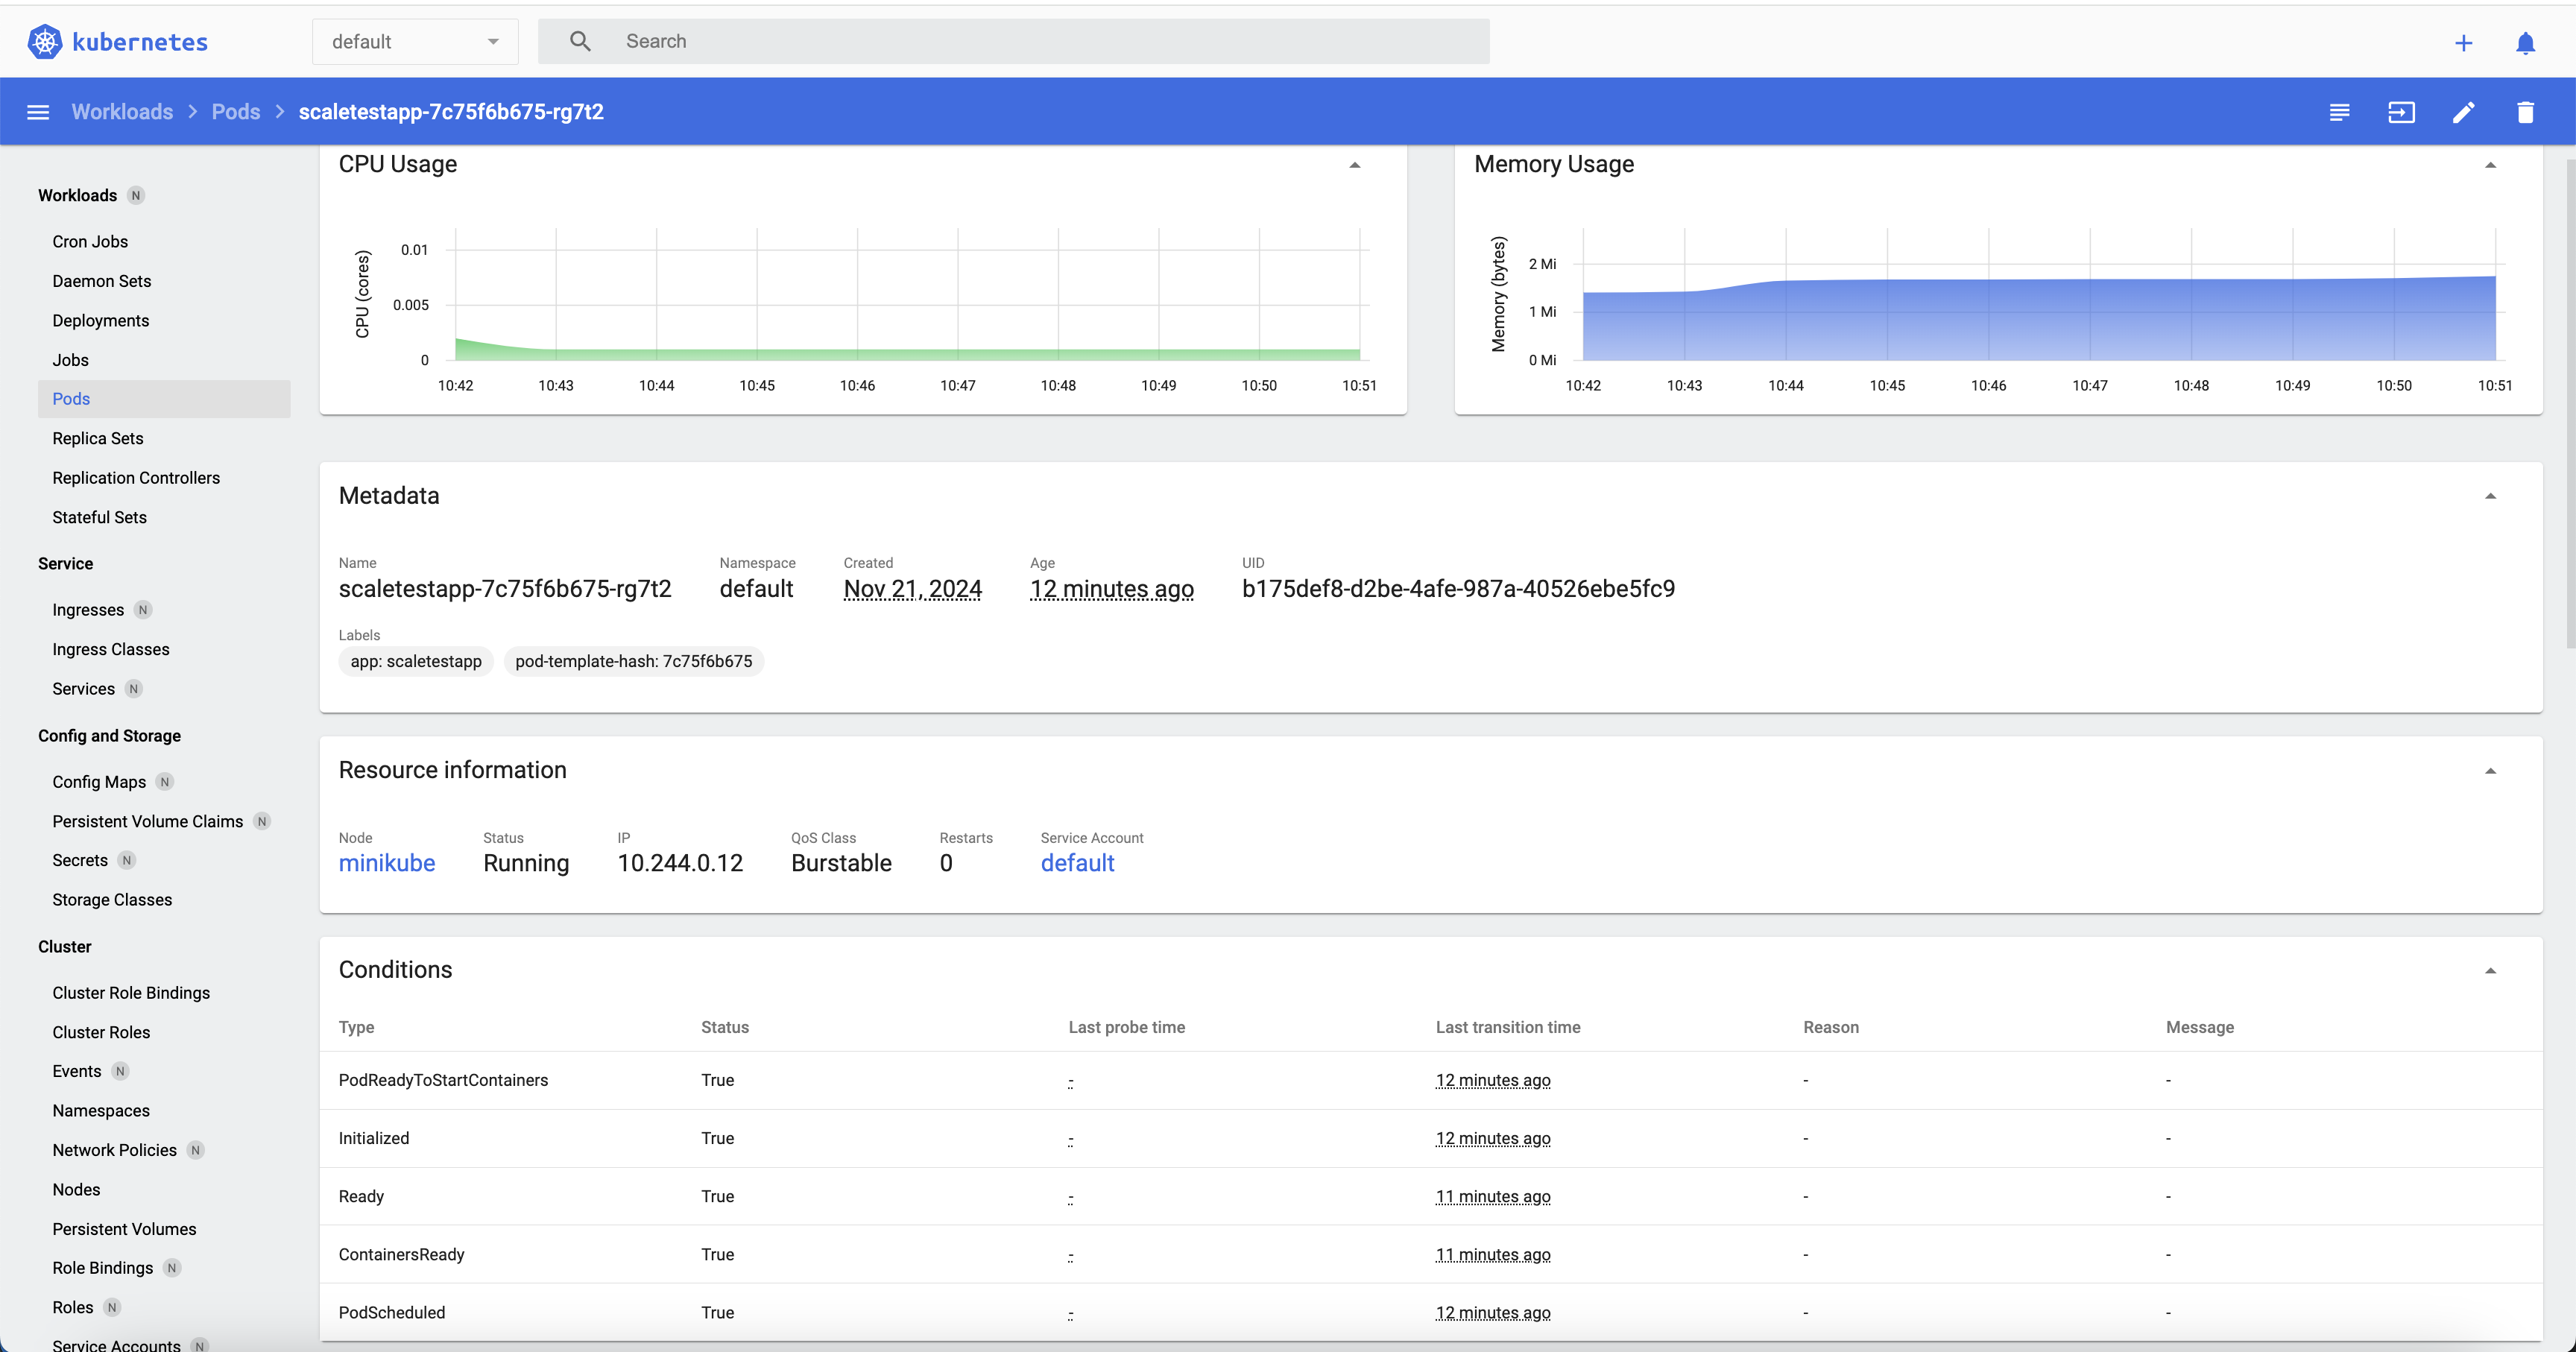 kubernetes
default
Search
Workloads > Pods > scaletestapp-7c75f6b675-rg7t2
Workloads N
Cron Jobs
Daemon Sets
Deployments
Jobs
Pods
Replica Sets
Replication Controllers
Stateful Sets
Service
Ingresses N
Ingress Classes
Services N
Config and Storage
Config Maps N
Persistent Volume Claims N
Secrets N
Storage Classes
Cluster
Cluster Role Bindings
Cluster Roles
Events N
Namespaces
Network Policies N
Nodes
Persistent Volumes
Role Bindings N
Roles N
Service Accounts N
CPU Usage
CPU (cores)
0.01
0.005
0
10:42 10:43 10:44 10:45 10:46 10:47 10:48 10:49 10:50 10:51
Memory Usage
Memory (bytes)
2 Mi
1 Mi
0 Mi
10:42 10:43 10:44 10:45 10:46 10:47 10:48 10:49 10:50 10:51
Metadata
Name Namespace Created Age UID
scaletestapp-7c75f6b675-rg7t2 default Nov 21, 2024 12 minutes ago b175def8-d2be-4afe-987a-40526ebe5fc9
Labels
app: scaletestapp pod-template-hash: 7c75f6b675
Resource information
Node Status IP QoS Class Restarts Service Account
minikube Running 10.244.0.12 Burstable 0 default
Conditions
Type Status Last probe time Last transition time Reason Message
PodReadyToStartContainers True - 12 minutes ago - -
Initialized True - 12 minutes ago - -
Ready True - 11 minutes ago - -
ContainersReady True - 11 minutes ago - -
PodScheduled True - 12 minutes ago - -